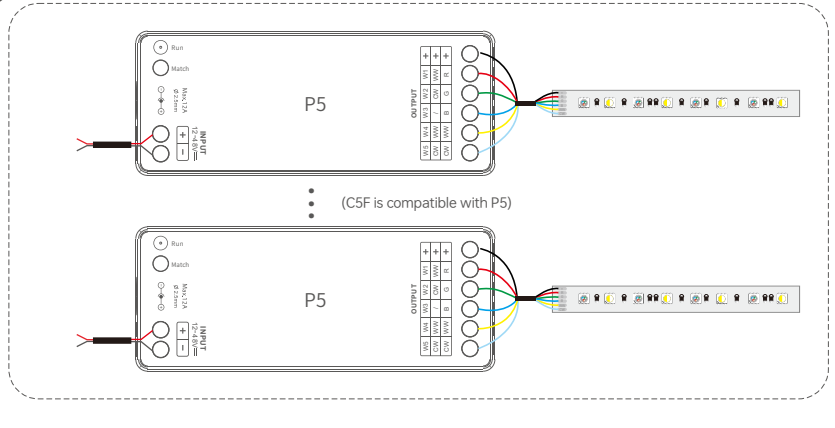 Run
Match
Max.12A
Ø 2.5mm
+
−
INPUT
12~48V
P5
OUTPUT
+ + +
W1 WW R
W2 CW G
W3 / B
W4 WW WW
W5 CW CW
(C5F is compatible with P5)
Run
Match
Max.12A
Ø 2.5mm
+
−
INPUT
12~48V
P5
OUTPUT
+ + +
W1 WW R
W2 CW G
W3 / B
W4 WW WW
W5 CW CW